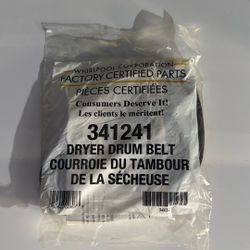 WHIRLPOOL CORPORATION
FACTORY CERTIFIED PARTS
PIÈCES CERTIFIÉES
Consumers Deserve It!
Les clients le méritent!
341241
DRYER DRUM BELT
COURROIE DU TAMBOUR
DE LA SÉCHEUSE